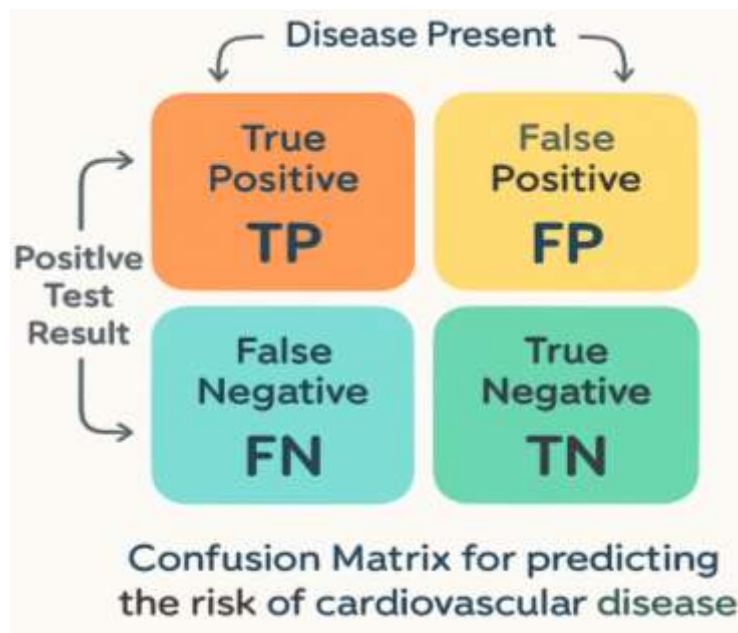 Disease Present
True
Positive
TP
False
Positive
FP
Positive
Test
Result
False
Negative
FN
True
Negative
TN
Confusion Matrix for predicting
the risk of cardiovascular disease